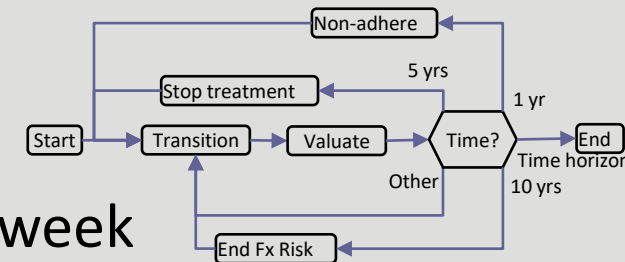 Non-adhere
5 yrs
Stop treatment
1 yr
Start
Transition
Valuate
Time?
End
Time horizon
Other
10 yrs
week
End Fx Risk